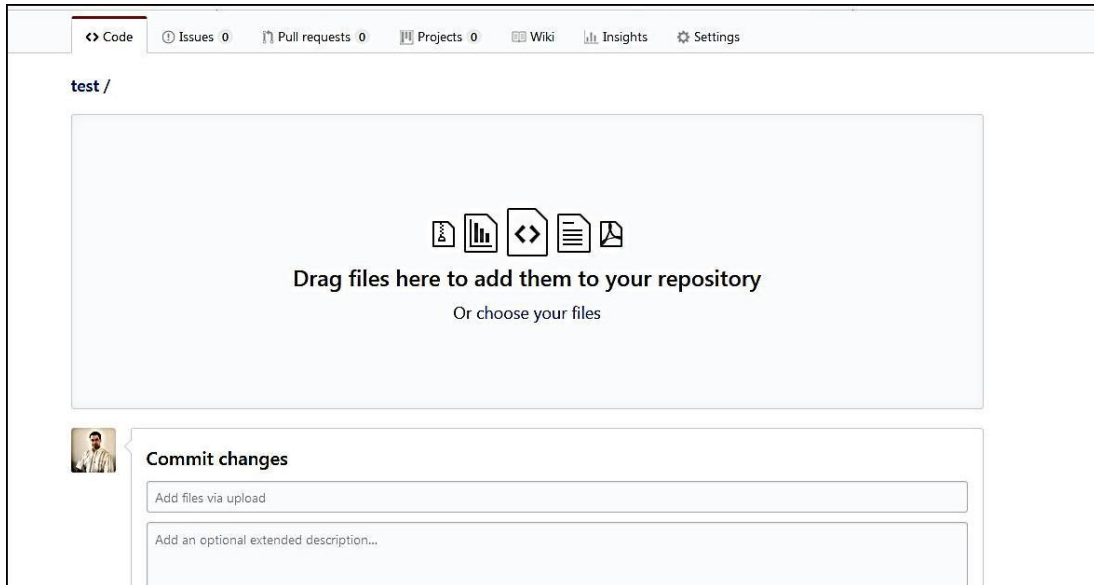 Code Issues 0 Pull requests 0 Projects 0 Wiki Insights Settings
test /
Drag files here to add them to your repository
Or choose your files
Commit changes
Add files via upload
Add an optional extended description...